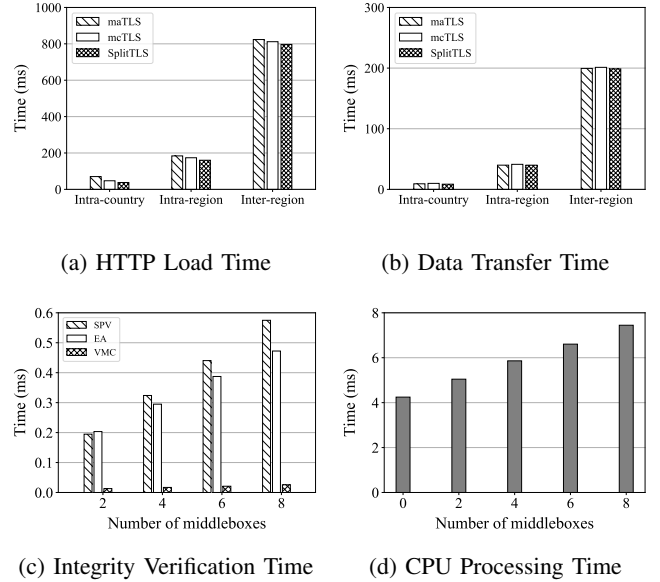 1000
800
600
400
200
0
Time (ms)
maTLS
mcTLS
SplitTLS
Intra-country Intra-region Inter-region
(a) HTTP Load Time
300
200
100
0
Time (ms)
maTLS
mcTLS
SplitTLS
Intra-country Intra-region Inter-region
(b) Data Transfer Time
0.6
0.5
0.4
0.3
0.2
0.1
0.0
Time (ms)
SPV
EA
VMC
2 4 6 8
Number of middleboxes
(c) Integrity Verification Time
8
6
4
2
0
Time (ms)
0 2 4 6 8
Number of middleboxes
(d) CPU Processing Time